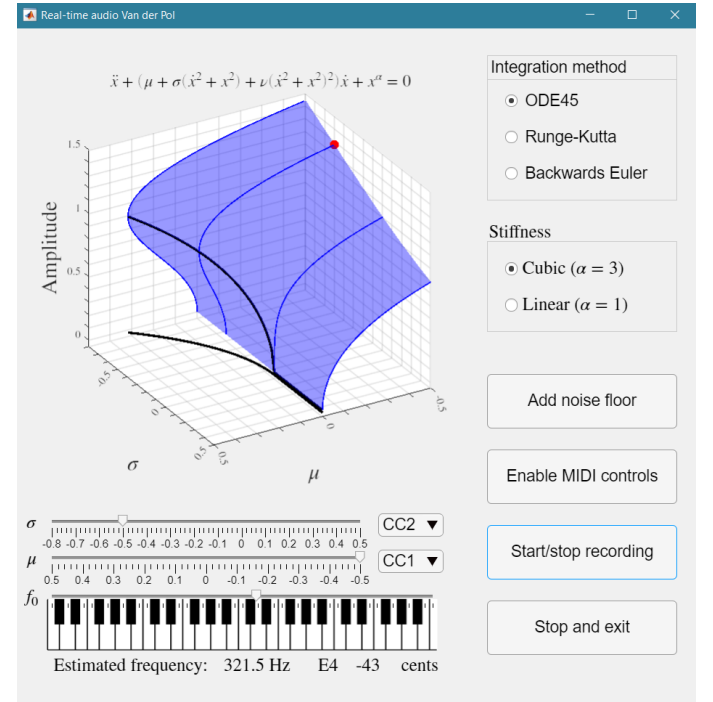 Real-time audio Van der Pol
ẍ + (μ + σ(ẋ² + x²) + ν(ẋ² + x²)²)ẋ + x^α = 0
1.5
1
0.5
0
Amplitude
-0.5
0
0.5
σ
0.5
0
-0.5
μ
σ
-0.8 -0.7 -0.6 -0.5 -0.4 -0.3 -0.2 -0.1 0 0.1 0.2 0.3 0.4 0.5
CC2
μ
0.5 0.4 0.3 0.2 0.1 0 -0.1 -0.2 -0.3 -0.4 -0.5
CC1
f₀
Estimated frequency: 321.5 Hz E4 -43 cents
Integration method
ODE45
Runge-Kutta
Backwards Euler
Stiffness
Cubic (α = 3)
Linear (α = 1)
Add noise floor
Enable MIDI controls
Start/stop recording
Stop and exit